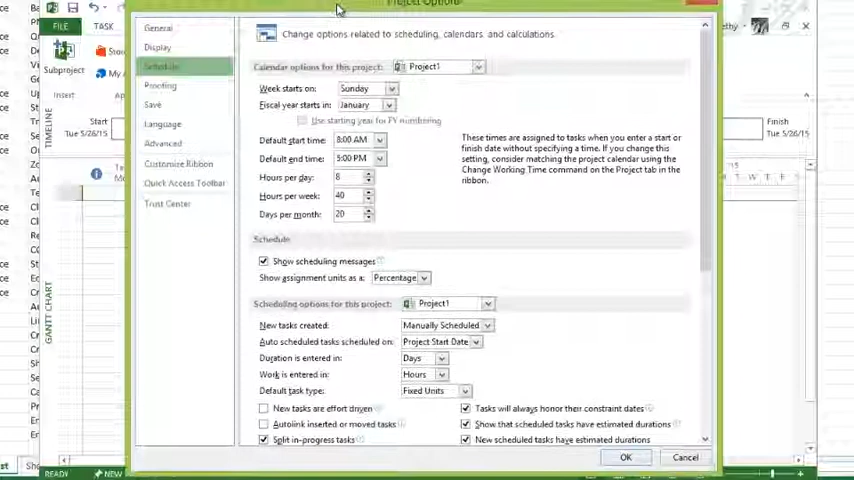 Project Options
FILE
TASK
Subproject
Insert
TIMELINE
Start
Tue 5/26/15
Finish
Tue 5/26/15
GANTT CHART
READY
NEW
General
Display
Schedule
Proofing
Save
Language
Advanced
Customize Ribbon
Quick Access Toolbar
Trust Center
Change options related to scheduling, calendars, and calculations.
Calendar options for this project: Project1
Week starts on: Sunday
Fiscal year starts in: January
Use starting year for FY numbering
Default start time: 8:00 AM
Default end time: 5:00 PM
Hours per day: 8
Hours per week: 40
Days per month: 20
These times are assigned to tasks when you enter a start or
finish date without specifying a time. If you change this
setting, consider matching the project calendar using the
Change Working Time command on the Project tab in the
ribbon.
Schedule
Show scheduling messages
Show assignment units as a: Percentage
Scheduling options for this project: Project1
New tasks created: Manually Scheduled
Auto scheduled tasks scheduled on: Project Start Date
Duration is entered in: Days
Work is entered in: Hours
Default task type: Fixed Units
New tasks are effort driven
Tasks will always honor their constraint dates
Autolink inserted or moved tasks
Show that scheduled tasks have estimated durations
Split in-progress tasks
New scheduled tasks have estimated durations
OK
Cancel